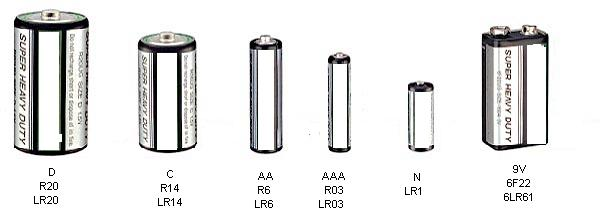 SUPER HEAVY DUTY
SUPER HEAVY DUTY
SUPER HEAVY DUTY
D
R20
LR20
C
R14
LR14
AA
R6
LR6
AAA
R03
LR03
N
LR1
9V
6F22
6LR61